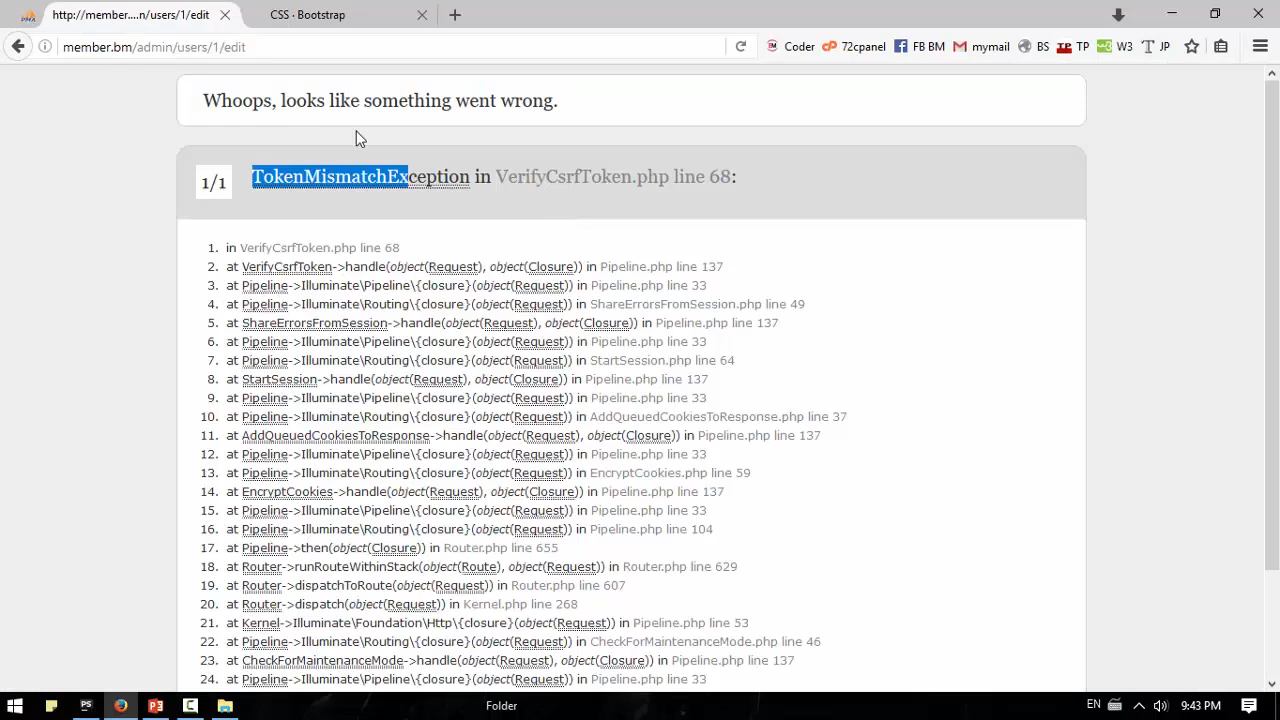 http://member....n/users/1/edit
CSS · Bootstrap
member.bm/admin/users/1/edit
Coder
72cpanel
FB BM
mymail
BS
TP
W3
JP
Whoops, looks like something went wrong.
1/1
TokenMismatchException in VerifyCsrfToken.php line 68:
1. in VerifyCsrfToken.php line 68
2. at VerifyCsrfToken->handle(object(Request), object(Closure)) in Pipeline.php line 137
3. at Pipeline->Illuminate\Pipeline\{closure}(object(Request)) in Pipeline.php line 33
4. at Pipeline->Illuminate\Routing\{closure}(object(Request)) in ShareErrorsFromSession.php line 49
5. at ShareErrorsFromSession->handle(object(Request), object(Closure)) in Pipeline.php line 137
6. at Pipeline->Illuminate\Pipeline\{closure}(object(Request)) in Pipeline.php line 33
7. at Pipeline->Illuminate\Routing\{closure}(object(Request)) in StartSession.php line 64
8. at StartSession->handle(object(Request), object(Closure)) in Pipeline.php line 137
9. at Pipeline->Illuminate\Pipeline\{closure}(object(Request)) in Pipeline.php line 33
10. at Pipeline->Illuminate\Routing\{closure}(object(Request)) in AddQueuedCookiesToResponse.php line 37
11. at AddQueuedCookiesToResponse->handle(object(Request), object(Closure)) in Pipeline.php line 137
12. at Pipeline->Illuminate\Pipeline\{closure}(object(Request)) in Pipeline.php line 33
13. at Pipeline->Illuminate\Routing\{closure}(object(Request)) in EncryptCookies.php line 59
14. at EncryptCookies->handle(object(Request), object(Closure)) in Pipeline.php line 137
15. at Pipeline->Illuminate\Pipeline\{closure}(object(Request)) in Pipeline.php line 33
16. at Pipeline->Illuminate\Routing\{closure}(object(Request)) in Pipeline.php line 104
17. at Pipeline->then(object(Closure)) in Router.php line 655
18. at Router->runRouteWithinStack(object(Route), object(Request)) in Router.php line 629
19. at Router->dispatchToRoute(object(Request)) in Router.php line 607
20. at Router->dispatch(object(Request)) in Kernel.php line 268
21. at Kernel->Illuminate\Foundation\Http\{closure}(object(Request)) in Pipeline.php line 53
22. at Pipeline->Illuminate\Routing\{closure}(object(Request)) in CheckForMaintenanceMode.php line 46
23. at CheckForMaintenanceMode->handle(object(Request), object(Closure)) in Pipeline.php line 137
24. at Pipeline->Illuminate\Pipeline\{closure}(object(Request)) in Pipeline.php line 33
Folder
EN
9:43 PM